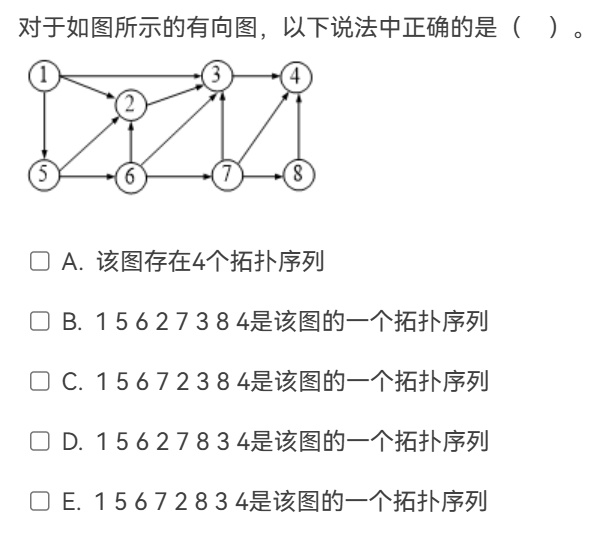 对于如图所示的有向图，以下说法中正确的是（ ）。
1 3 4
2
5 6 7 8
A. 该图存在4个拓扑序列
B. 1 5 6 2 7 3 8 4是该图的一个拓扑序列
C. 1 5 6 7 2 3 8 4是该图的一个拓扑序列
D. 1 5 6 2 7 8 3 4是该图的一个拓扑序列
E. 1 5 6 7 2 8 3 4是该图的一个拓扑序列